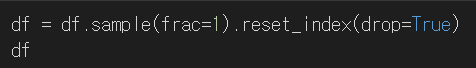 df = df.sample(frac=1).reset_index(drop=True)
df